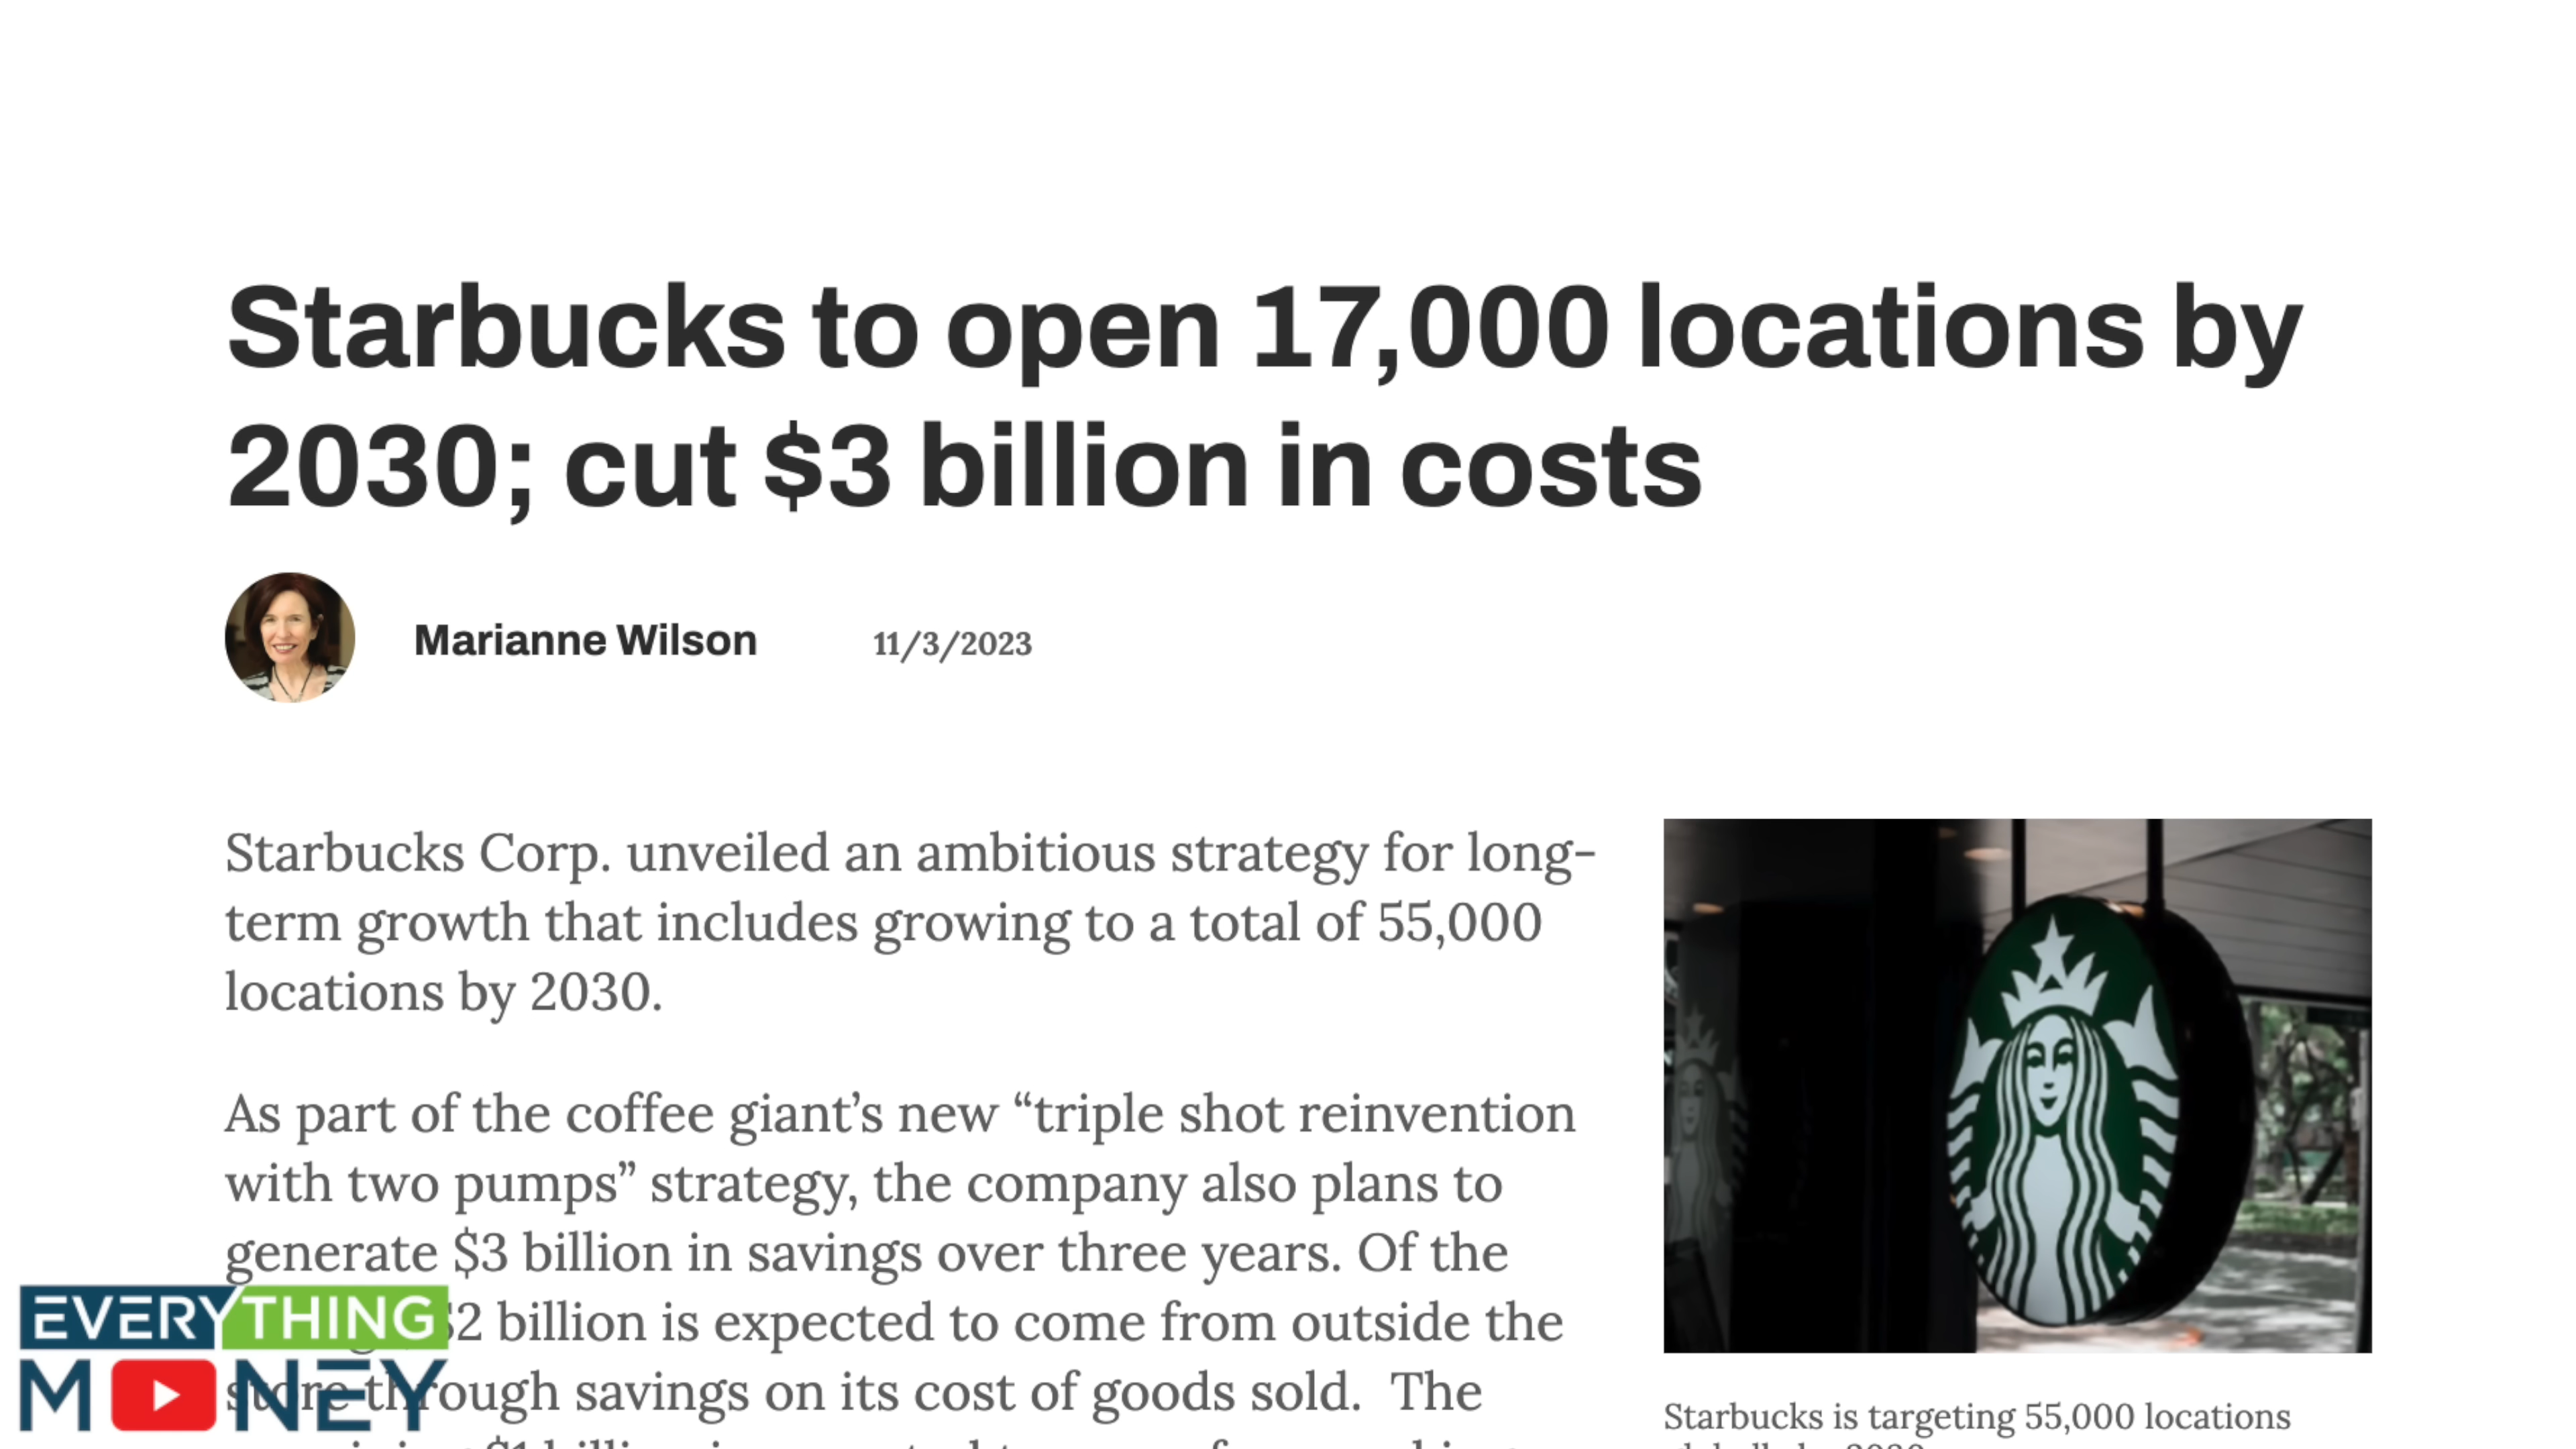 Starbucks to open 17,000 locations by
2030; cut $3 billion in costs
Marianne Wilson
11/3/2023
Starbucks Corp. unveiled an ambitious strategy for long-
term growth that includes growing to a total of 55,000
locations by 2030.
As part of the coffee giant’s new “triple shot reinvention
with two pumps” strategy, the company also plans to
generate $3 billion in savings over three years. Of the
$2 billion is expected to come from outside the
store through savings on its cost of goods sold. The
Starbucks is targeting 55,000 locations
EVERYTHING
MONEY